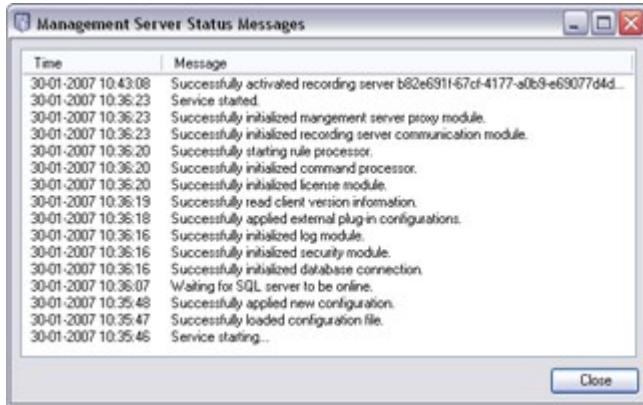 Management Server Status Messages
Time Message
30-01-2007 10:43:08 Successfully activated recording server b82e691f-67cf-4177-a0b9-e69077d4d...
30-01-2007 10:36:23 Service started.
30-01-2007 10:36:23 Successfully initialized mangement server proxy module.
30-01-2007 10:36:23 Successfully initialized recording server communication module.
30-01-2007 10:36:20 Successfully starting rule processor.
30-01-2007 10:36:20 Successfully initialized command processor.
30-01-2007 10:36:20 Successfully initialized license module.
30-01-2007 10:36:19 Successfully read client version information.
30-01-2007 10:36:18 Successfully applied external plug-in configurations.
30-01-2007 10:36:16 Successfully initialized log module.
30-01-2007 10:36:16 Successfully initialized security module.
30-01-2007 10:36:16 Successfully initialized database connection.
30-01-2007 10:36:07 Waiting for SQL server to be online.
30-01-2007 10:35:48 Successfully applied new configuration.
30-01-2007 10:35:47 Successfully loaded configuration file.
30-01-2007 10:35:46 Service starting...
Close